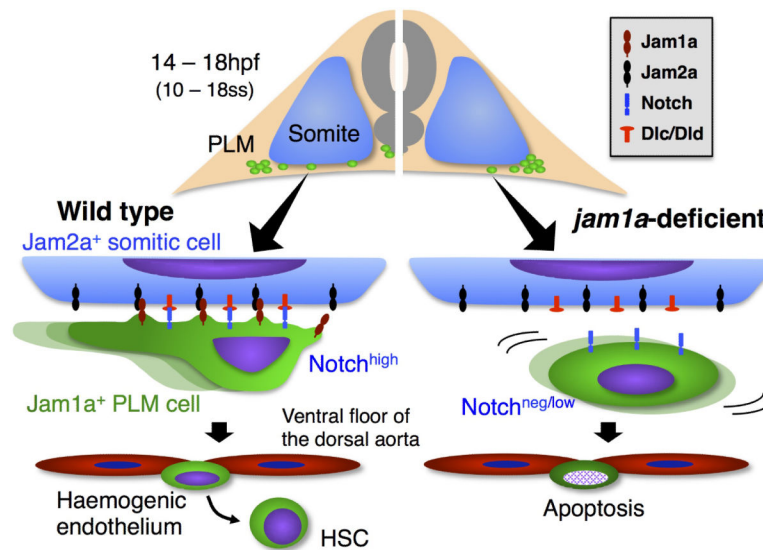 14 – 18hpf
(10 – 18ss)
PLM
Somite
Jam1a
Jam2a
Notch
Dlc/Dld
Wild type
Jam2a+ somitic cell
jam1a-deficient
Notchhigh
Jam1a+ PLM cell
Notchneg/low
Ventral floor of
the dorsal aorta
Haemogenic
endothelium
HSC
Apoptosis